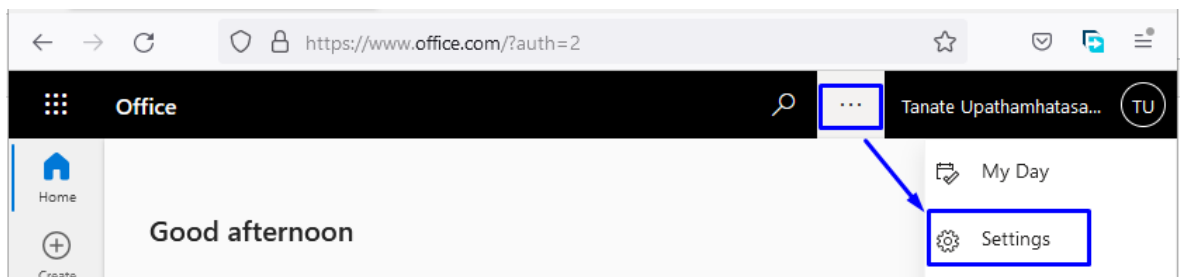 https://www.office.com/?auth=2
Office
... Tanate Upathamhatasa... TU
Home
My Day
Good afternoon
Settings
Create